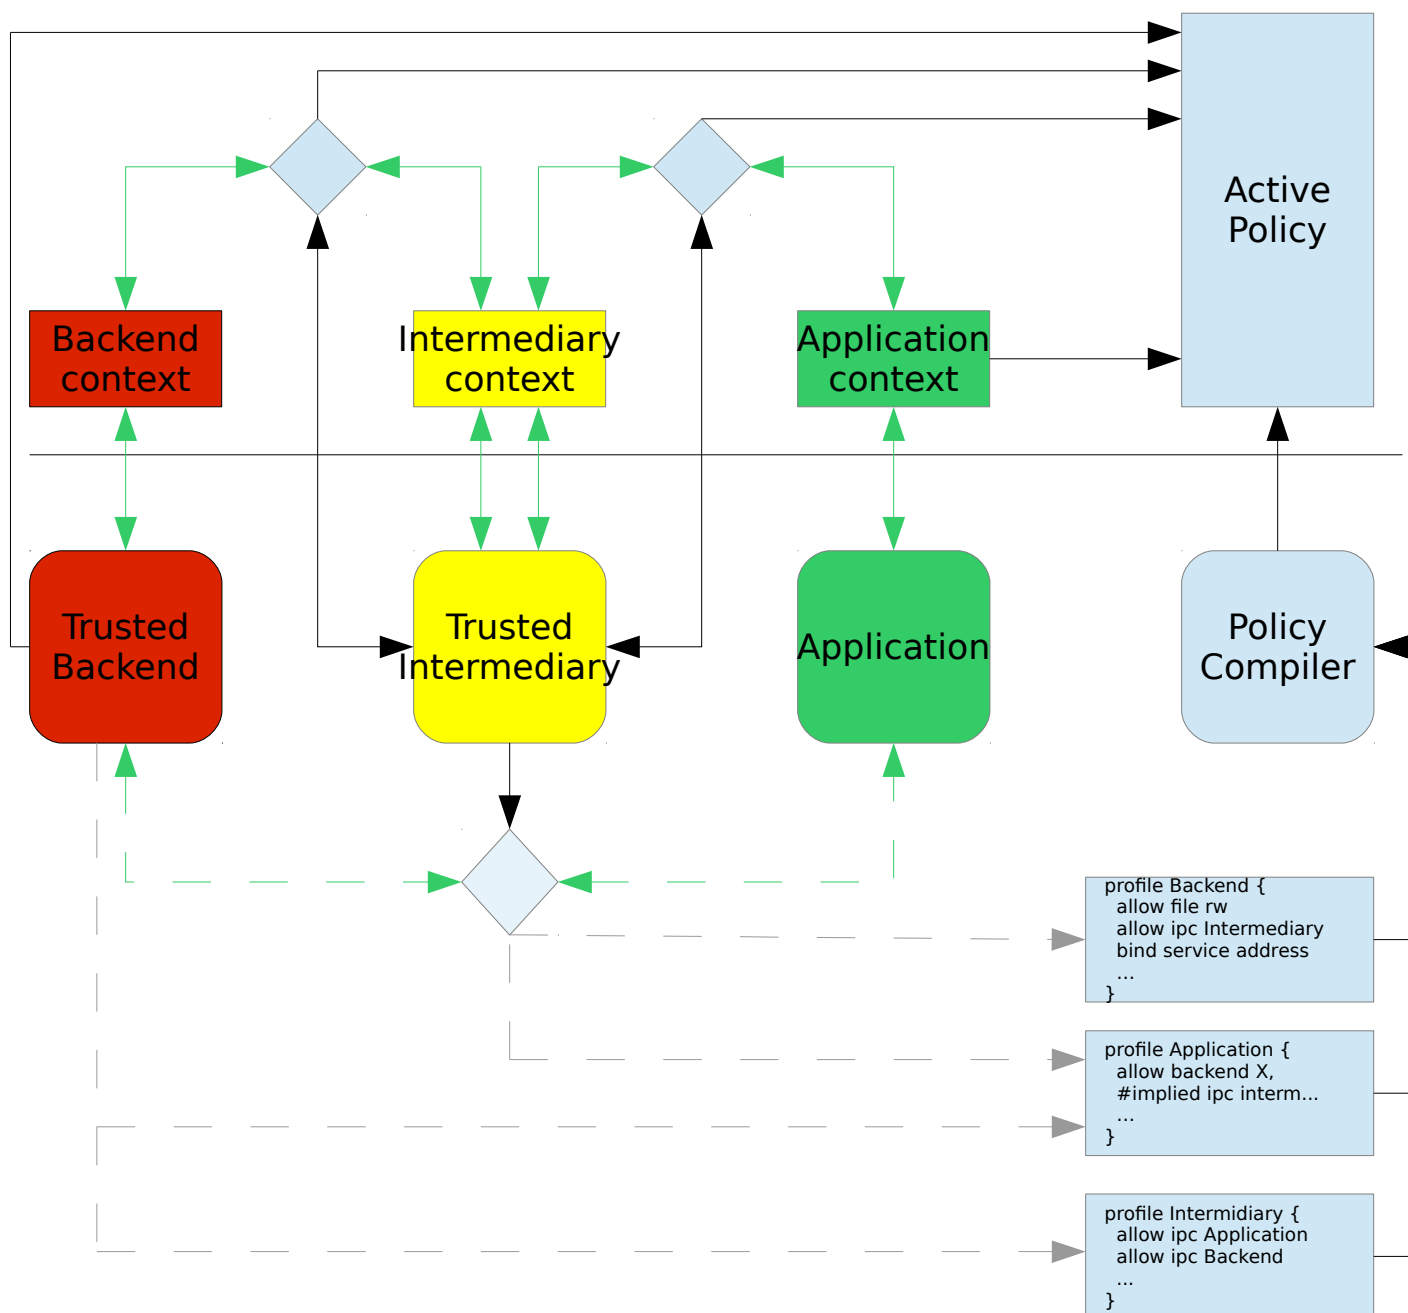 Active
Policy
Backend
context
Intermediary
context
Application
context
Trusted
Backend
Trusted
Intermediary
Application
Policy
Compiler
profile Backend {
allow file rw
allow ipc Intermediary
bind service address
...
}
profile Application {
allow backend X,
#implied ipc interm...
...
}
profile Intermidiary {
allow ipc Application
allow ipc Backend
...
}